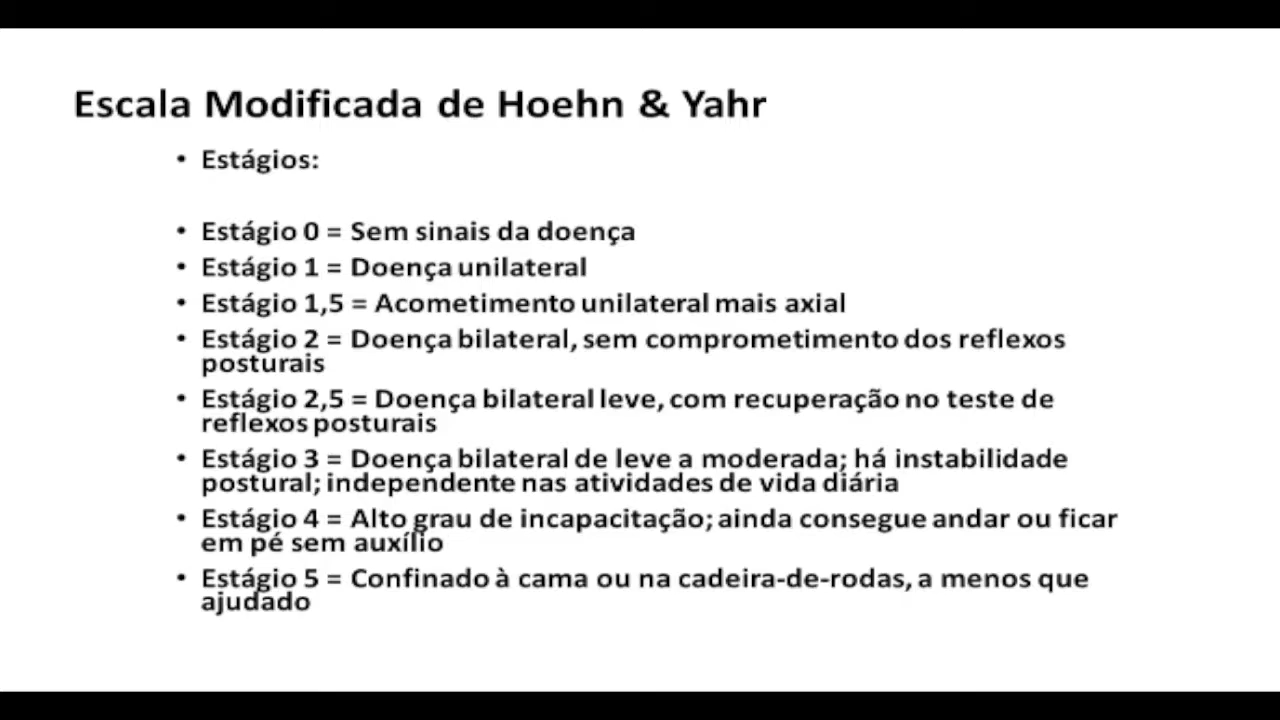 Escala Modificada de Hoehn & Yahr
• Estágios:
• Estágio 0 = Sem sinais da doença
• Estágio 1 = Doença unilateral
• Estágio 1,5 = Acometimento unilateral mais axial
• Estágio 2 = Doença bilateral, sem comprometimento dos reflexos
posturais
• Estágio 2,5 = Doença bilateral leve, com recuperação no teste de
reflexos posturais
• Estágio 3 = Doença bilateral de leve a moderada; há instabilidade
postural; independente nas atividades de vida diária
• Estágio 4 = Alto grau de incapacitação; ainda consegue andar ou ficar
em pé sem auxílio
• Estágio 5 = Confinado à cama ou na cadeira-de-rodas, a menos que
ajudado